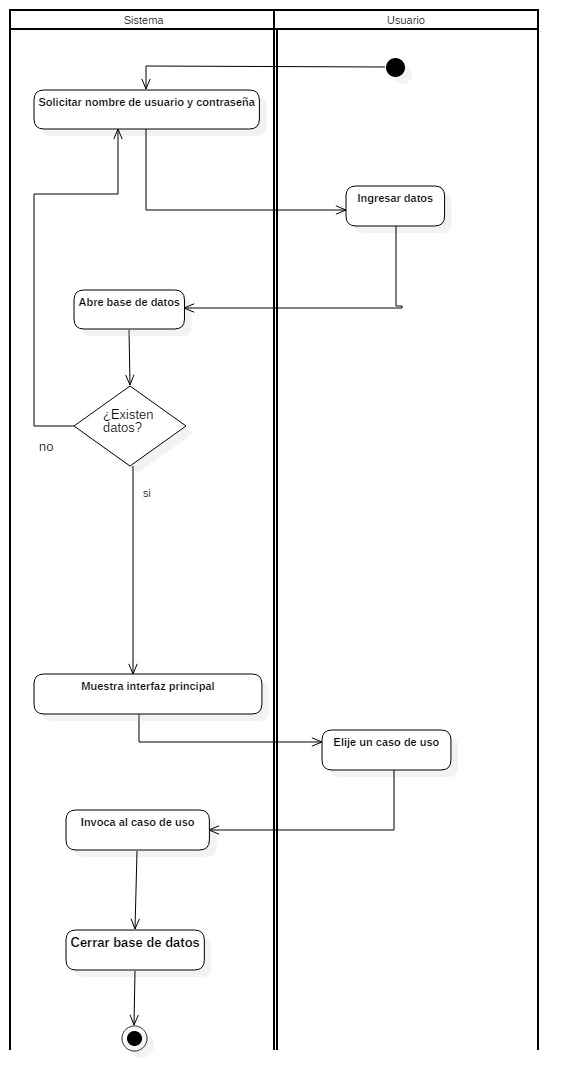 Sistema
Usuario
Solicitar nombre de usuario y contraseña
Ingresar datos
Abre base de datos
¿Existen
datos?
no
si
Muestra interfaz principal
Elije un caso de uso
Invoca al caso de uso
Cerrar base de datos